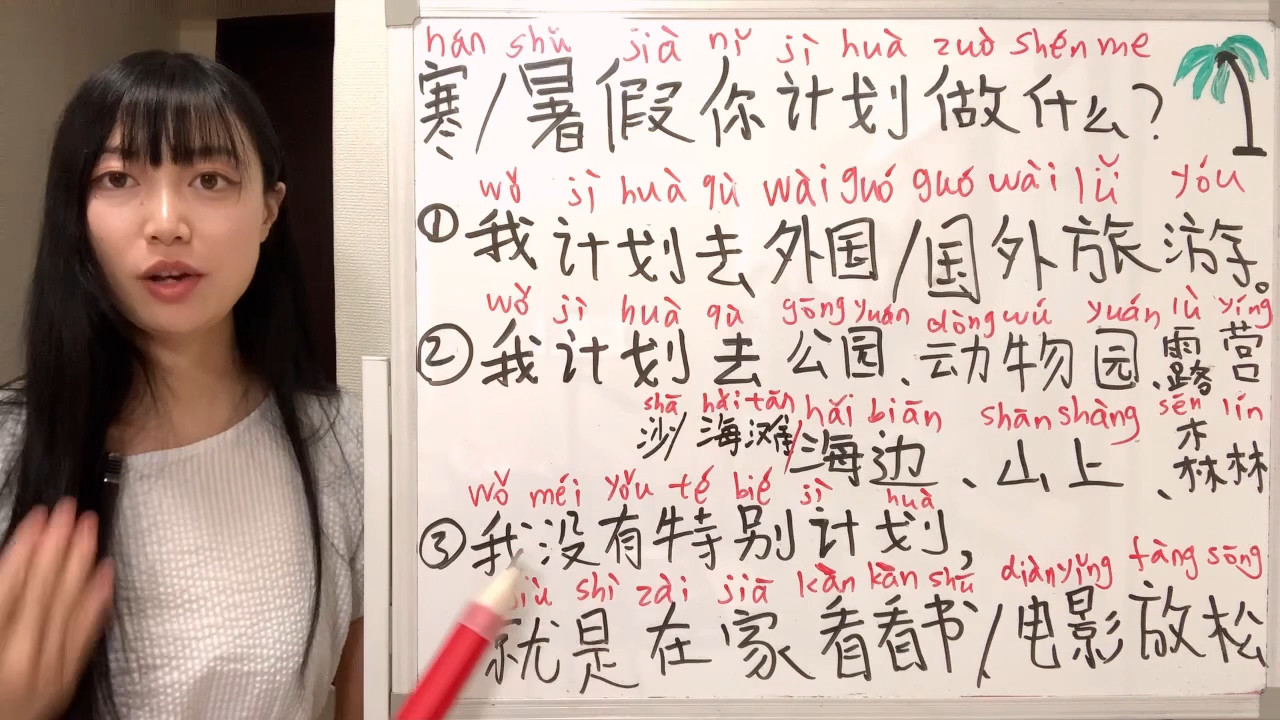 hán shǔ jià nǐ jì huà zuò shén me
寒/暑假你计划做什么?
wǒ jì huà qù wài guó guó wài lǚ yóu
①我计划去外国/国外旅游。
wǒ jì huà qù gōng yuán dòng wù yuán lù yíng
②我计划去公园、动物园、露营
shā hǎi tān hǎi biān shān shàng sēn lín
沙/海滩/海边、山上、森林
wǒ méi yǒu tè bié jì huà
③我没有特别计划,
jiù shì zài jiā kàn kàn shū diàn yǐng fàng sōng
就是在家看看书/电影放松